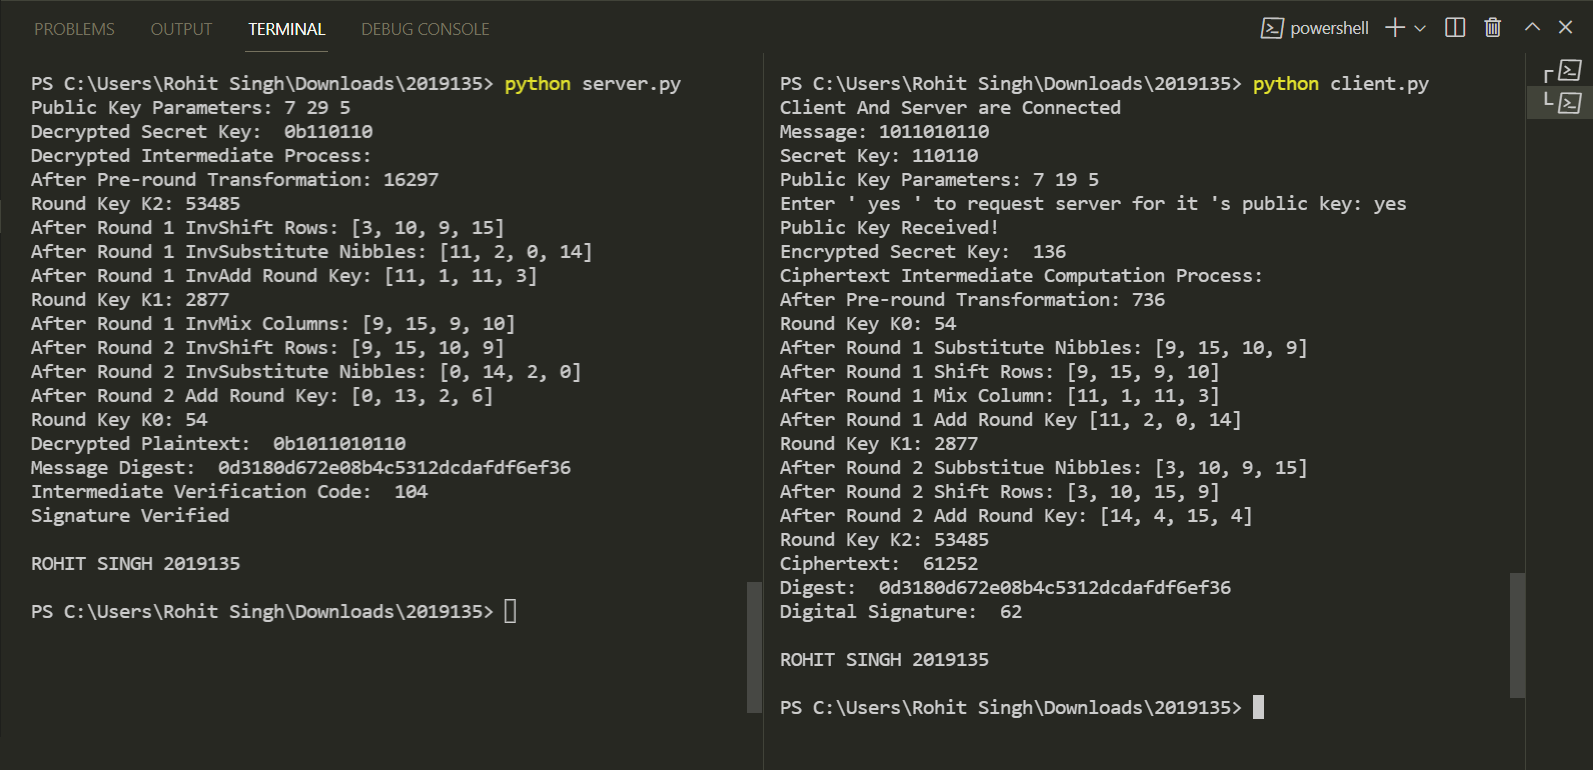 PROBLEMS OUTPUT TERMINAL DEBUG CONSOLE powershell
PS C:\Users\Rohit Singh\Downloads\2019135> python server.py
Public Key Parameters: 7 29 5
Decrypted Secret Key:  0b110110
Decrypted Intermediate Process:
After Pre-round Transformation: 16297
Round Key K2: 53485
After Round 1 InvShift Rows: [3, 10, 9, 15]
After Round 1 InvSubstitute Nibbles: [11, 2, 0, 14]
After Round 1 InvAdd Round Key: [11, 1, 11, 3]
Round Key K1: 2877
After Round 1 InvMix Columns: [9, 15, 9, 10]
After Round 2 InvShift Rows: [9, 15, 10, 9]
After Round 2 InvSubstitute Nibbles: [0, 14, 2, 0]
After Round 2 Add Round Key: [0, 13, 2, 6]
Round Key K0: 54
Decrypted Plaintext:  0b1011010110
Message Digest:  0d3180d672e08b4c5312dcdafdf6ef36
Intermediate Verification Code:  104
Signature Verified
ROHIT SINGH 2019135
PS C:\Users\Rohit Singh\Downloads\2019135>
PS C:\Users\Rohit Singh\Downloads\2019135> python client.py
Client And Server are Connected
Message: 1011010110
Secret Key: 110110
Public Key Parameters: 7 19 5
Enter ' yes ' to request server for it 's public key: yes
Public Key Received!
Encrypted Secret Key:  136
Ciphertext Intermediate Computation Process:
After Pre-round Transformation: 736
Round Key K0: 54
After Round 1 Substitute Nibbles: [9, 15, 10, 9]
After Round 1 Shift Rows: [9, 15, 9, 10]
After Round 1 Mix Column: [11, 1, 11, 3]
After Round 1 Add Round Key [11, 2, 0, 14]
Round Key K1: 2877
After Round 2 Subbstitue Nibbles: [3, 10, 9, 15]
After Round 2 Shift Rows: [3, 10, 15, 9]
After Round 2 Add Round Key: [14, 4, 15, 4]
Round Key K2: 53485
Ciphertext:  61252
Digest:  0d3180d672e08b4c5312dcdafdf6ef36
Digital Signature:  62
ROHIT SINGH 2019135
PS C:\Users\Rohit Singh\Downloads\2019135>